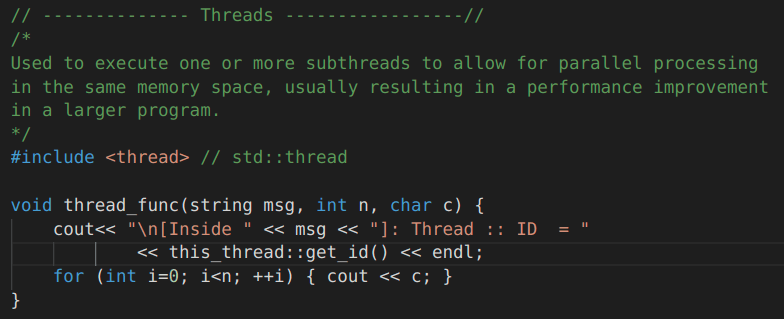 // -------------- Threads -----------------//
/*
Used to execute one or more subthreads to allow for parallel processing
in the same memory space, usually resulting in a performance improvement
in a larger program.
*/
#include <thread> // std::thread

void thread_func(string msg, int n, char c) {
    cout<< "\n[Inside " << msg << "]: Thread :: ID  = "
            << this_thread::get_id() << endl;
    for (int i=0; i<n; ++i) { cout << c; }
}